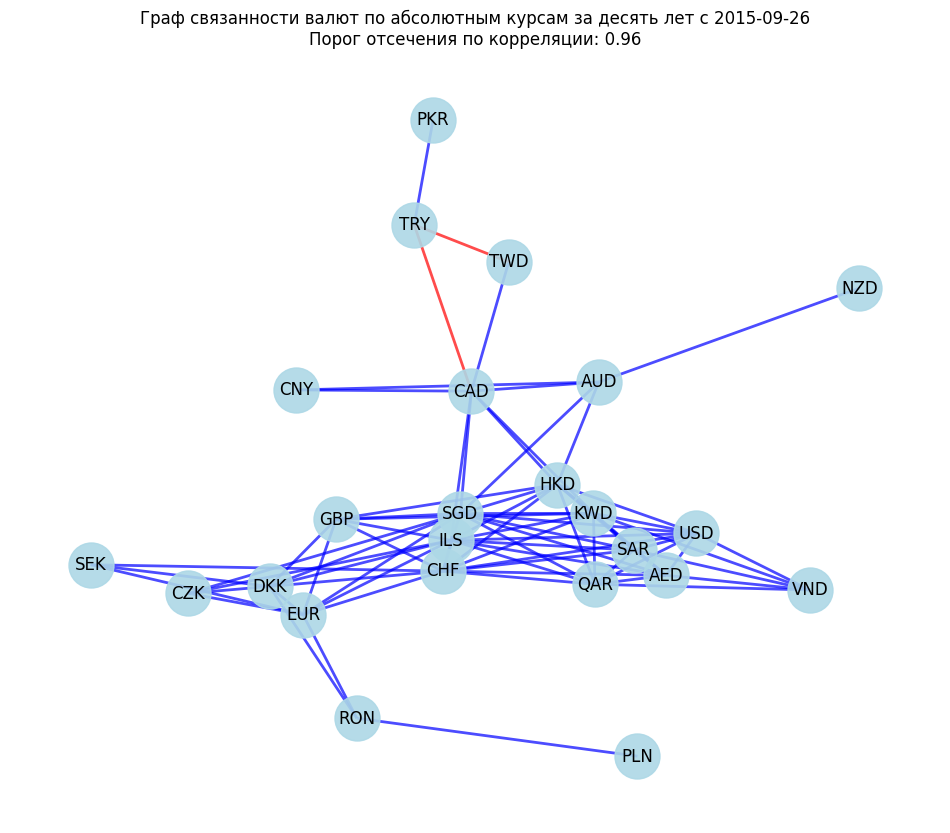 Граф связанности валют по абсолютным курсам за десять лет с 2015-09-26
Порог отсечения по корреляции: 0.96
PKR
TRY
TWD
NZD
CNY
CAD
AUD
HKD
GBP
SGD
KWD
ILS
USD
SAR
SEK
CHF
AED
CZK
DKK
QAR
VND
EUR
RON
PLN